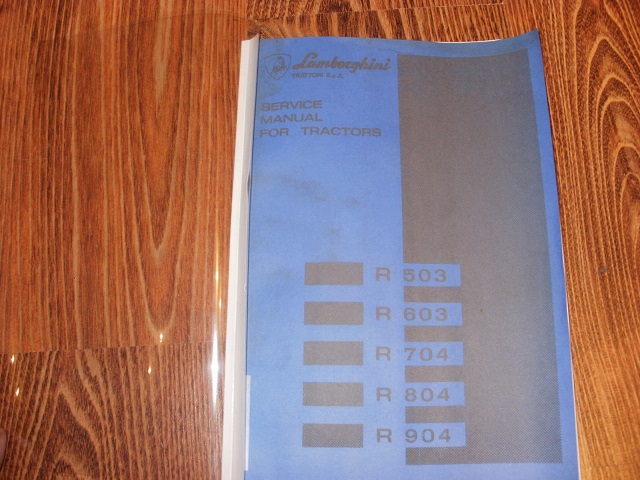 Lamborghini
TRATTORI S.p.A.
SERVICE
MANUAL
FOR TRACTORS
R 503
R 603
R 704
R 804
R 904